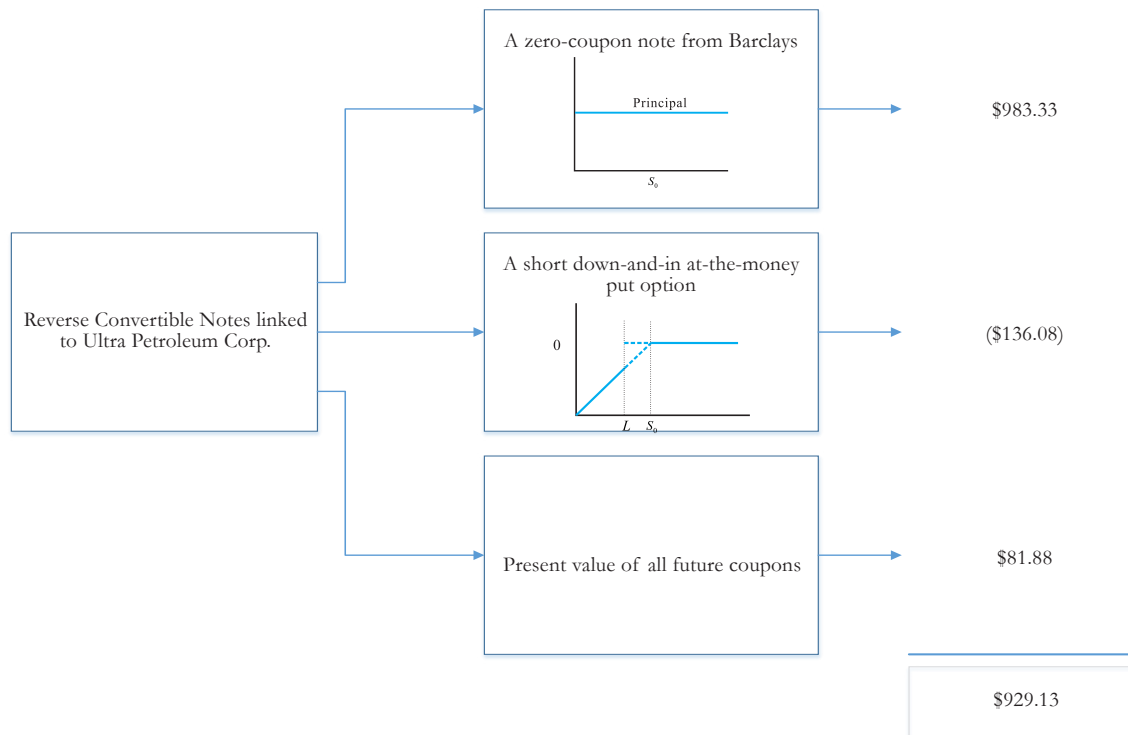 A zero-coupon note from Barclays
Principal
S₀
$983.33
Reverse Convertible Notes linked
to Ultra Petroleum Corp.
A short down-and-in at-the-money
put option
0
L S₀
($136.08)
Present value of all future coupons
$81.88
$929.13